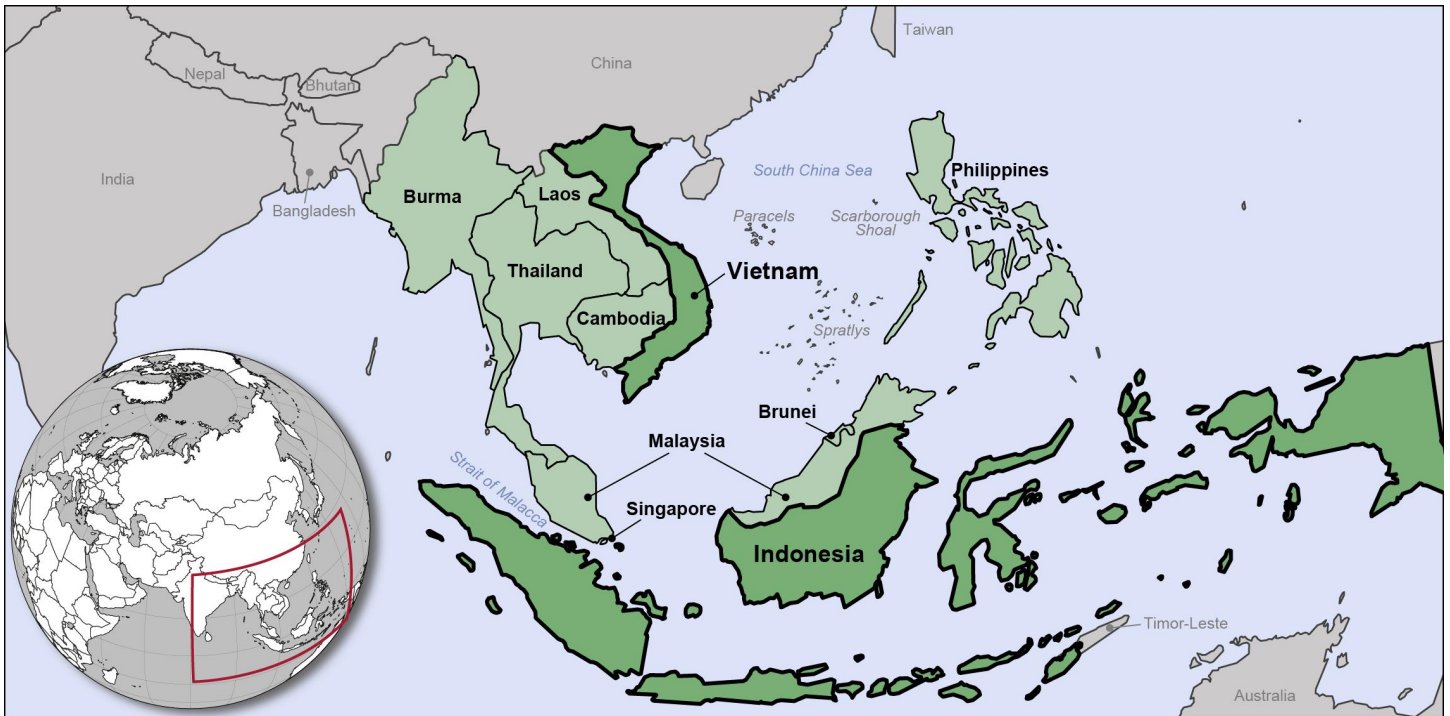 Taiwan
China
Nepal
Bhutan
India
Bangladesh
Burma
Laos
South China Sea
Philippines
Paracels
Scarborough
Shoal
Thailand
Vietnam
Cambodia
Spratlys
Brunei
Malaysia
Strait of Malacca
Singapore
Indonesia
Timor-Leste
Australia